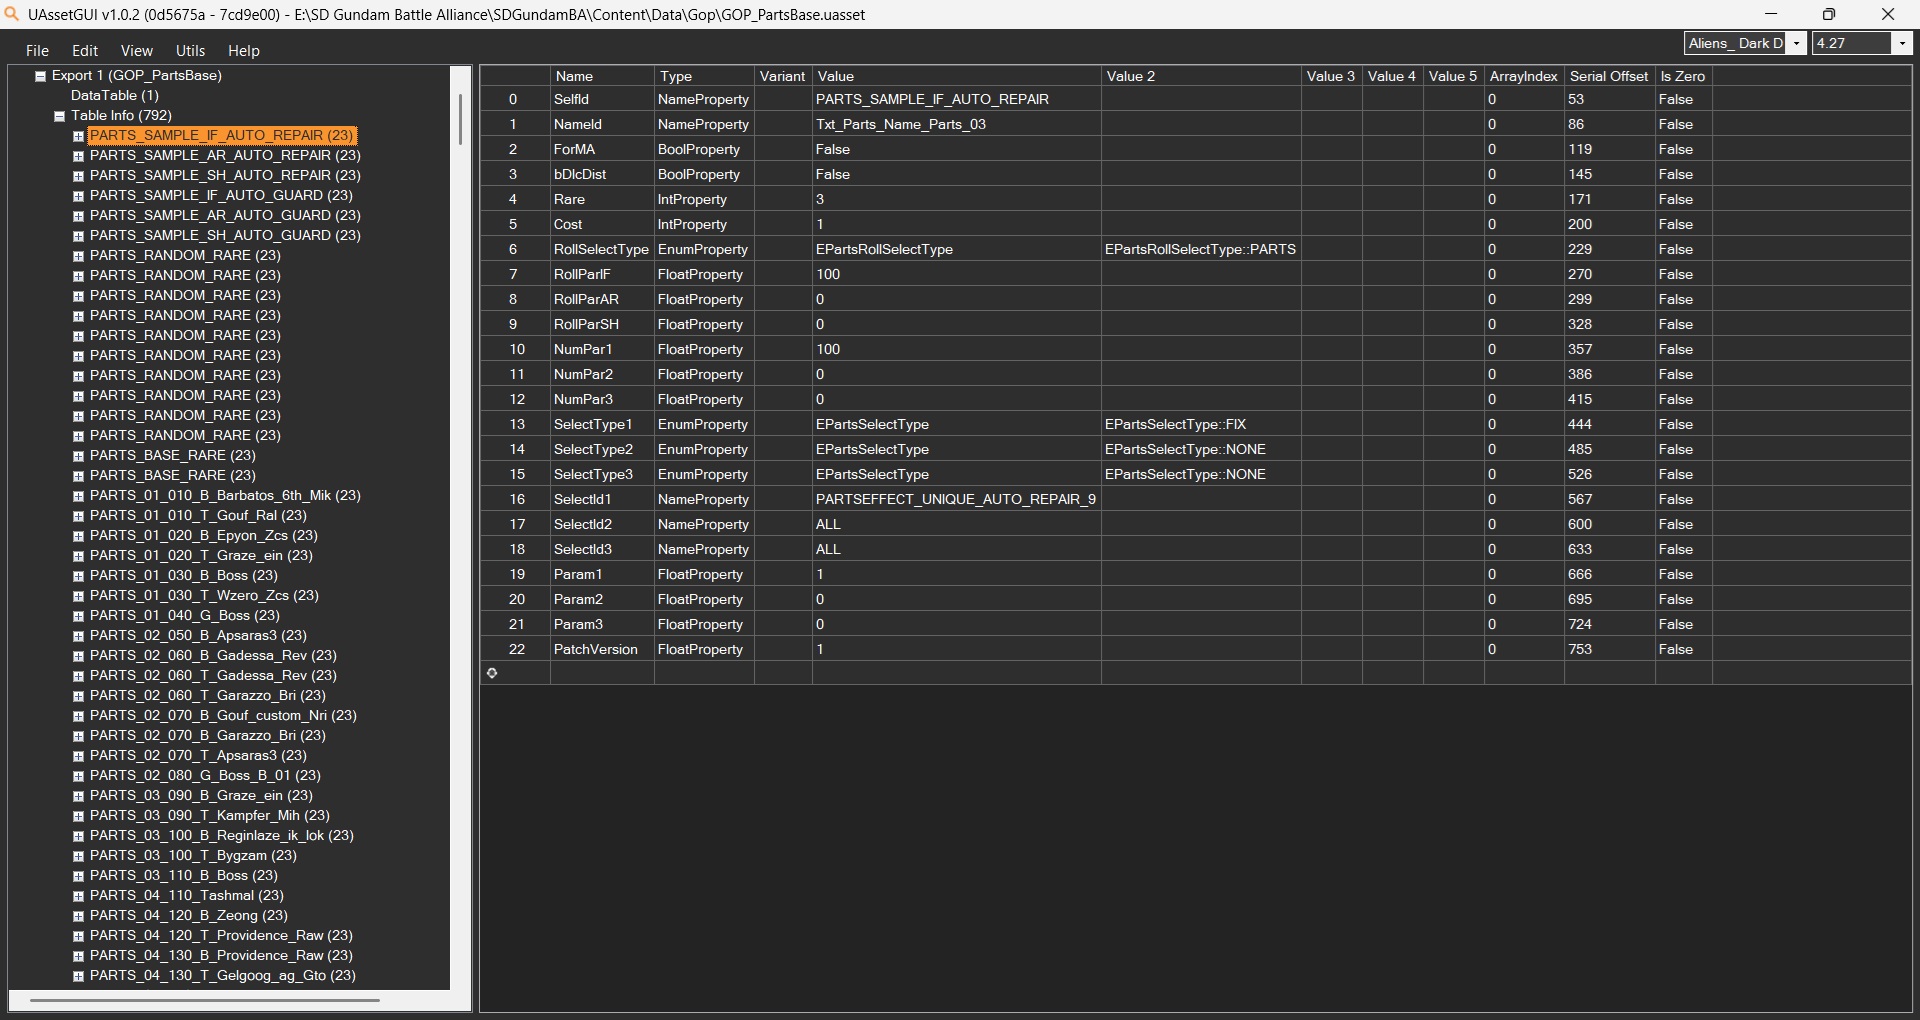 UAssetGUI v1.0.2 (0d5675a - 7cd9e00) - E:\SD Gundam Battle Alliance\SDGundamBA\Content\Data\Gop\GOP_PartsBase.uasset
File Edit View Utils Help
Aliens_ Dark D 4.27
Export 1 (GOP_PartsBase)
DataTable (1)
Table Info (792)
PARTS_SAMPLE_IF_AUTO_REPAIR (23)
PARTS_SAMPLE_AR_AUTO_REPAIR (23)
PARTS_SAMPLE_SH_AUTO_REPAIR (23)
PARTS_SAMPLE_IF_AUTO_GUARD (23)
PARTS_SAMPLE_AR_AUTO_GUARD (23)
PARTS_SAMPLE_SH_AUTO_GUARD (23)
PARTS_RANDOM_RARE (23)
PARTS_RANDOM_RARE (23)
PARTS_RANDOM_RARE (23)
PARTS_RANDOM_RARE (23)
PARTS_RANDOM_RARE (23)
PARTS_RANDOM_RARE (23)
PARTS_RANDOM_RARE (23)
PARTS_RANDOM_RARE (23)
PARTS_RANDOM_RARE (23)
PARTS_RANDOM_RARE (23)
PARTS_BASE_RARE (23)
PARTS_BASE_RARE (23)
PARTS_01_010_B_Barbatos_6th_Mik (23)
PARTS_01_010_T_Gouf_Ral (23)
PARTS_01_020_B_Epyon_Zcs (23)
PARTS_01_020_T_Graze_ein (23)
PARTS_01_030_B_Boss (23)
PARTS_01_030_T_Wzero_Zcs (23)
PARTS_01_040_G_Boss (23)
PARTS_02_050_B_Apsaras3 (23)
PARTS_02_060_B_Gadessa_Rev (23)
PARTS_02_060_T_Gadessa_Rev (23)
PARTS_02_060_T_Garazzo_Bri (23)
PARTS_02_070_B_Gouf_custom_Nri (23)
PARTS_02_070_B_Garazzo_Bri (23)
PARTS_02_070_T_Apsaras3 (23)
PARTS_02_080_G_Boss_B_01 (23)
PARTS_03_090_B_Graze_ein (23)
PARTS_03_090_T_Kampfer_Mih (23)
PARTS_03_100_B_Reginlaze_ik_Iok (23)
PARTS_03_100_T_Bygzam (23)
PARTS_03_110_B_Boss (23)
PARTS_04_110_Tashmal (23)
PARTS_04_120_B_Zeong (23)
PARTS_04_120_T_Providence_Raw (23)
PARTS_04_130_B_Providence_Raw (23)
PARTS_04_130_T_Gelgoog_ag_Gto (23)
Name Type Variant Value Value 2 Value 3 Value 4 Value 5 ArrayIndex Serial Offset Is Zero
0 SelfId NameProperty PARTS_SAMPLE_IF_AUTO_REPAIR 0 53 False
1 NameId NameProperty Txt_Parts_Name_Parts_03 0 86 False
2 ForMA BoolProperty False 0 119 False
3 bDlcDist BoolProperty False 0 145 False
4 Rare IntProperty 3 0 171 False
5 Cost IntProperty 1 0 200 False
6 RollSelectType EnumProperty EPartsRollSelectType EPartsRollSelectType::PARTS 0 229 False
7 RollParIF FloatProperty 100 0 270 False
8 RollParAR FloatProperty 0 0 299 False
9 RollParSH FloatProperty 0 0 328 False
10 NumPar1 FloatProperty 100 0 357 False
11 NumPar2 FloatProperty 0 0 386 False
12 NumPar3 FloatProperty 0 0 415 False
13 SelectType1 EnumProperty EPartsSelectType EPartsSelectType::FIX 0 444 False
14 SelectType2 EnumProperty EPartsSelectType EPartsSelectType::NONE 0 485 False
15 SelectType3 EnumProperty EPartsSelectType EPartsSelectType::NONE 0 526 False
16 SelectId1 NameProperty PARTSEFFECT_UNIQUE_AUTO_REPAIR_9 0 567 False
17 SelectId2 NameProperty ALL 0 600 False
18 SelectId3 NameProperty ALL 0 633 False
19 Param1 FloatProperty 1 0 666 False
20 Param2 FloatProperty 0 0 695 False
21 Param3 FloatProperty 0 0 724 False
22 PatchVersion FloatProperty 1 0 753 False